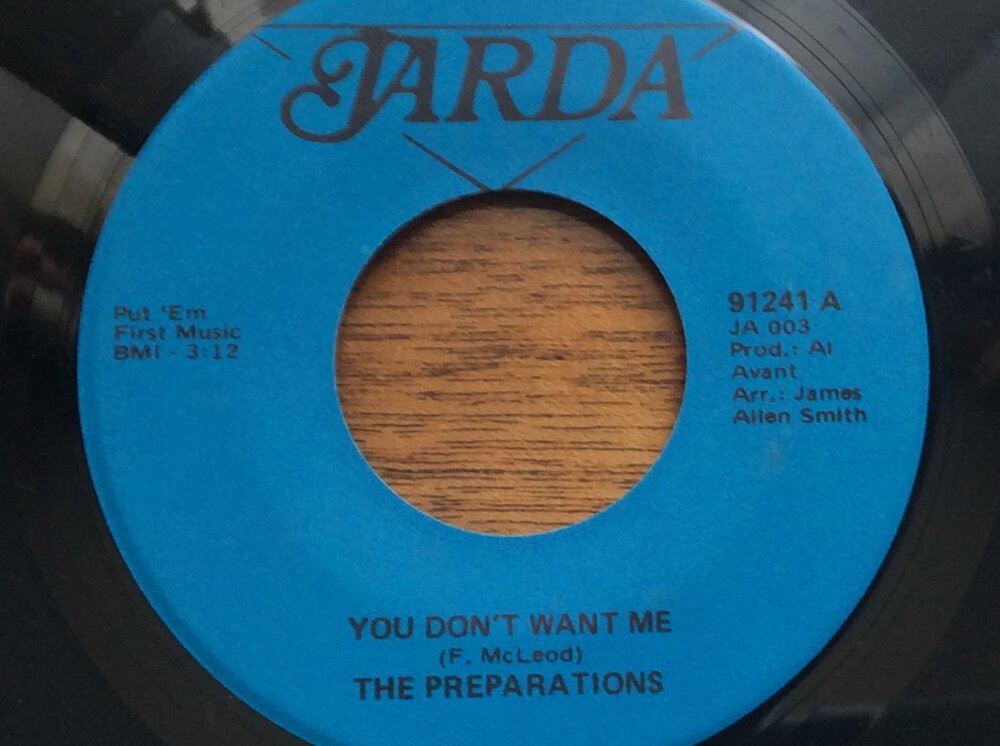 JARDA
Put 'Em
First Music
BMI - 3:12
91241 A
JA 003
Prod.: Al
Avant
Arr.: James
Allen Smith
YOU DON'T WANT ME
(F. McLeod)
THE PREPARATIONS